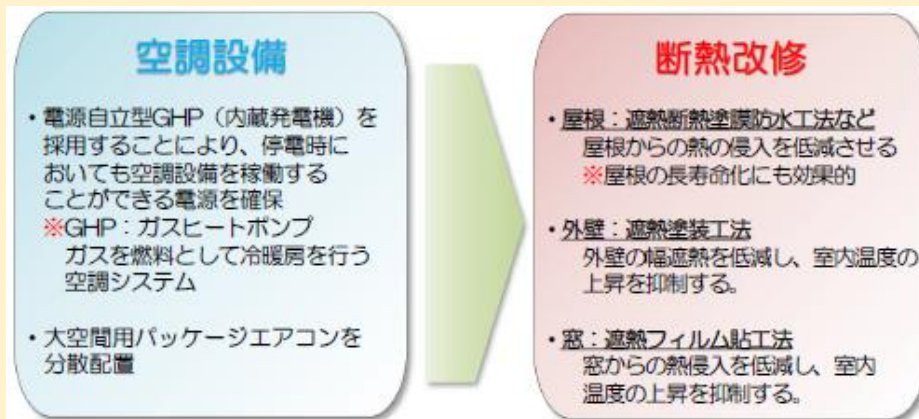 空調設備
・電源自立型GHP（内蔵発電機）を
採用することにより、停電時に
おいても空調設備を稼働する
ことができる電源を確保
※GHP：ガスヒートポンプ
ガスを燃料として冷暖房を行う
空調システム
・大空間用パッケージエアコンを
分散配置
断熱改修
・屋根：遮熱断熱塗膜防水工法など
屋根からの熱の侵入を低減させる
※屋根の長寿命化にも効果的
・外壁：遮熱塗装工法
外壁の幅遮熱を低減し、室内温度の
上昇を抑制する。
・窓：遮熱フィルム貼工法
窓からの熱侵入を低減し、室内
温度の上昇を抑制する。